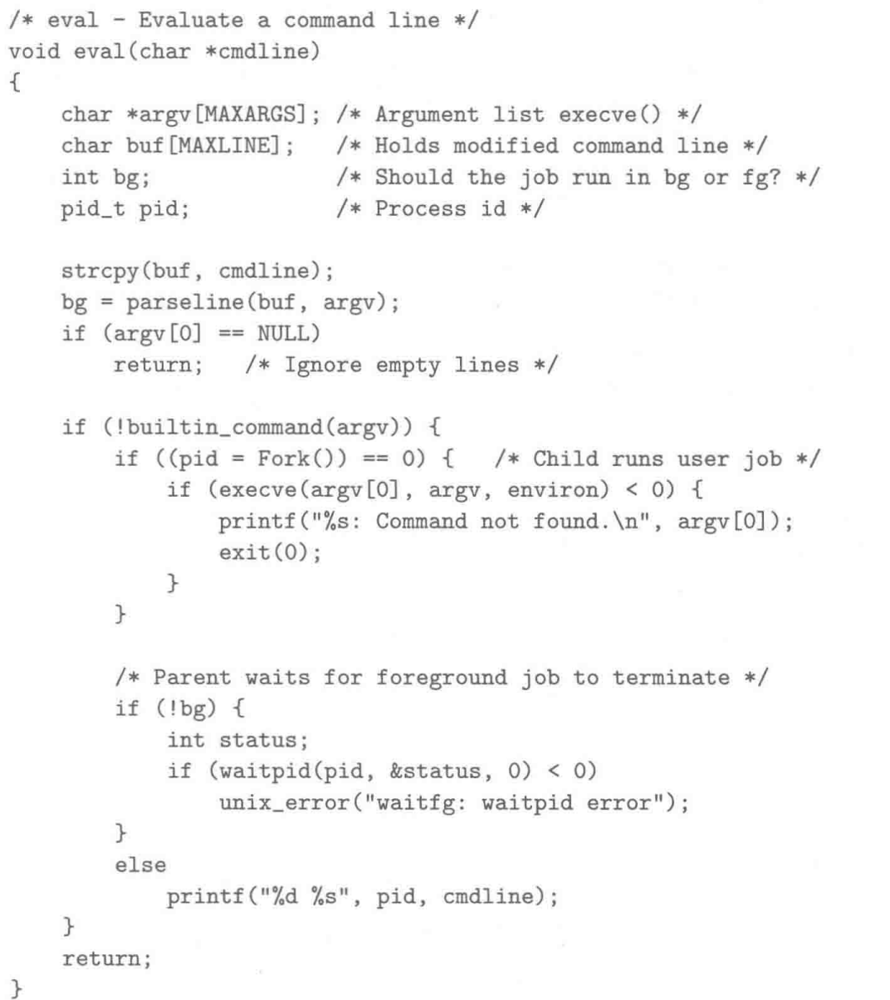 /* eval - Evaluate a command line */
void eval(char *cmdline)
{
    char *argv[MAXARGS]; /* Argument list execve() */
    char buf[MAXLINE];   /* Holds modified command line */
    int bg;              /* Should the job run in bg or fg? */
    pid_t pid;           /* Process id */

    strcpy(buf, cmdline);
    bg = parseline(buf, argv);
    if (argv[0] == NULL)
        return;   /* Ignore empty lines */

    if (!builtin_command(argv)) {
        if ((pid = Fork()) == 0) {   /* Child runs user job */
            if (execve(argv[0], argv, environ) < 0) {
                printf("%s: Command not found.\n", argv[0]);
                exit(0);
            }
        }

        /* Parent waits for foreground job to terminate */
        if (!bg) {
            int status;
            if (waitpid(pid, &status, 0) < 0)
                unix_error("waitfg: waitpid error");
        }
        else
            printf("%d %s", pid, cmdline);
    }
    return;
}